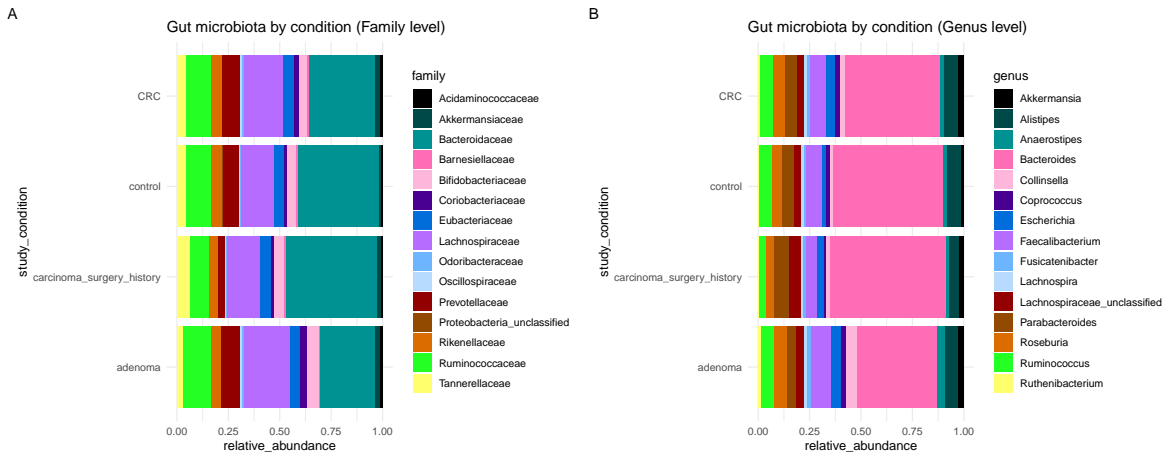 A
Gut microbiota by condition (Family level)
study_condition
CRC
control
carcinoma_surgery_history
adenoma
0.00 0.25 0.50 0.75 1.00
relative_abundance
family
Acidaminococcaceae
Akkermansiaceae
Bacteroidaceae
Barnesiellaceae
Bifidobacteriaceae
Coriobacteriaceae
Eubacteriaceae
Lachnospiraceae
Odoribacteraceae
Oscillospiraceae
Prevotellaceae
Proteobacteria_unclassified
Rikenellaceae
Ruminococcaceae
Tannerellaceae
B
Gut microbiota by condition (Genus level)
study_condition
CRC
control
carcinoma_surgery_history
adenoma
0.00 0.25 0.50 0.75 1.00
relative_abundance
genus
Akkermansia
Alistipes
Anaerostipes
Bacteroides
Collinsella
Coprococcus
Escherichia
Faecalibacterium
Fusicatenibacter
Lachnospira
Lachnospiraceae_unclassified
Parabacteroides
Roseburia
Ruminococcus
Ruthenibacterium